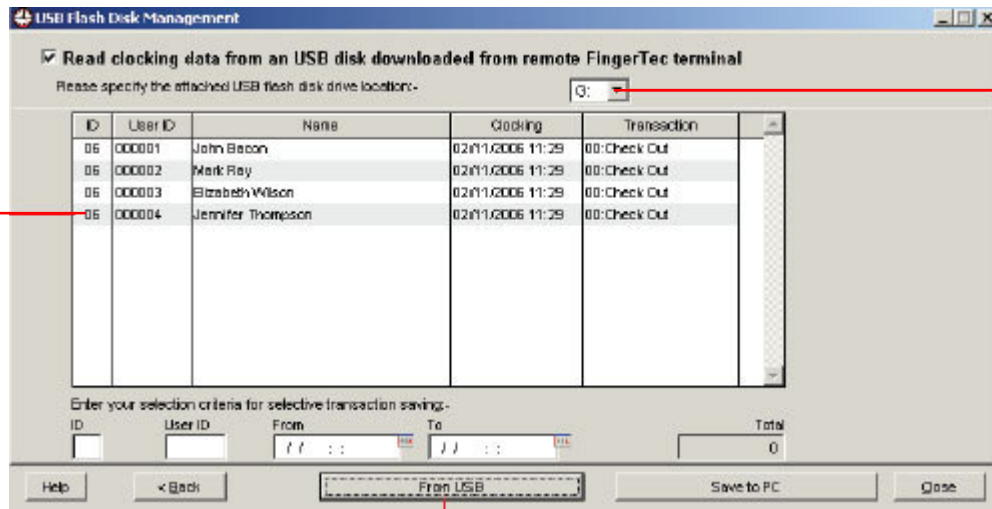 USB Flash Disk Management
Read clocking data from an USB disk downloaded from remote FingerTec terminal
Please specify the attached USB flash disk drive location:-
G:
ID User ID Name Clocking Transaction
06 000001 John Bacon 02/11/2006 11:29 00:Check Out
06 000002 Mark Ray 02/11/2006 11:29 00:Check Out
06 000003 Elizabeth Wilson 02/11/2006 11:29 00:Check Out
06 000004 Jennifer Thompson 02/11/2006 11:29 00:Check Out
Enter your selection criteria for selective transaction saving:-
ID User ID From To Total
/ / : : / / : : 0
Help < Back From USB Save to PC Close